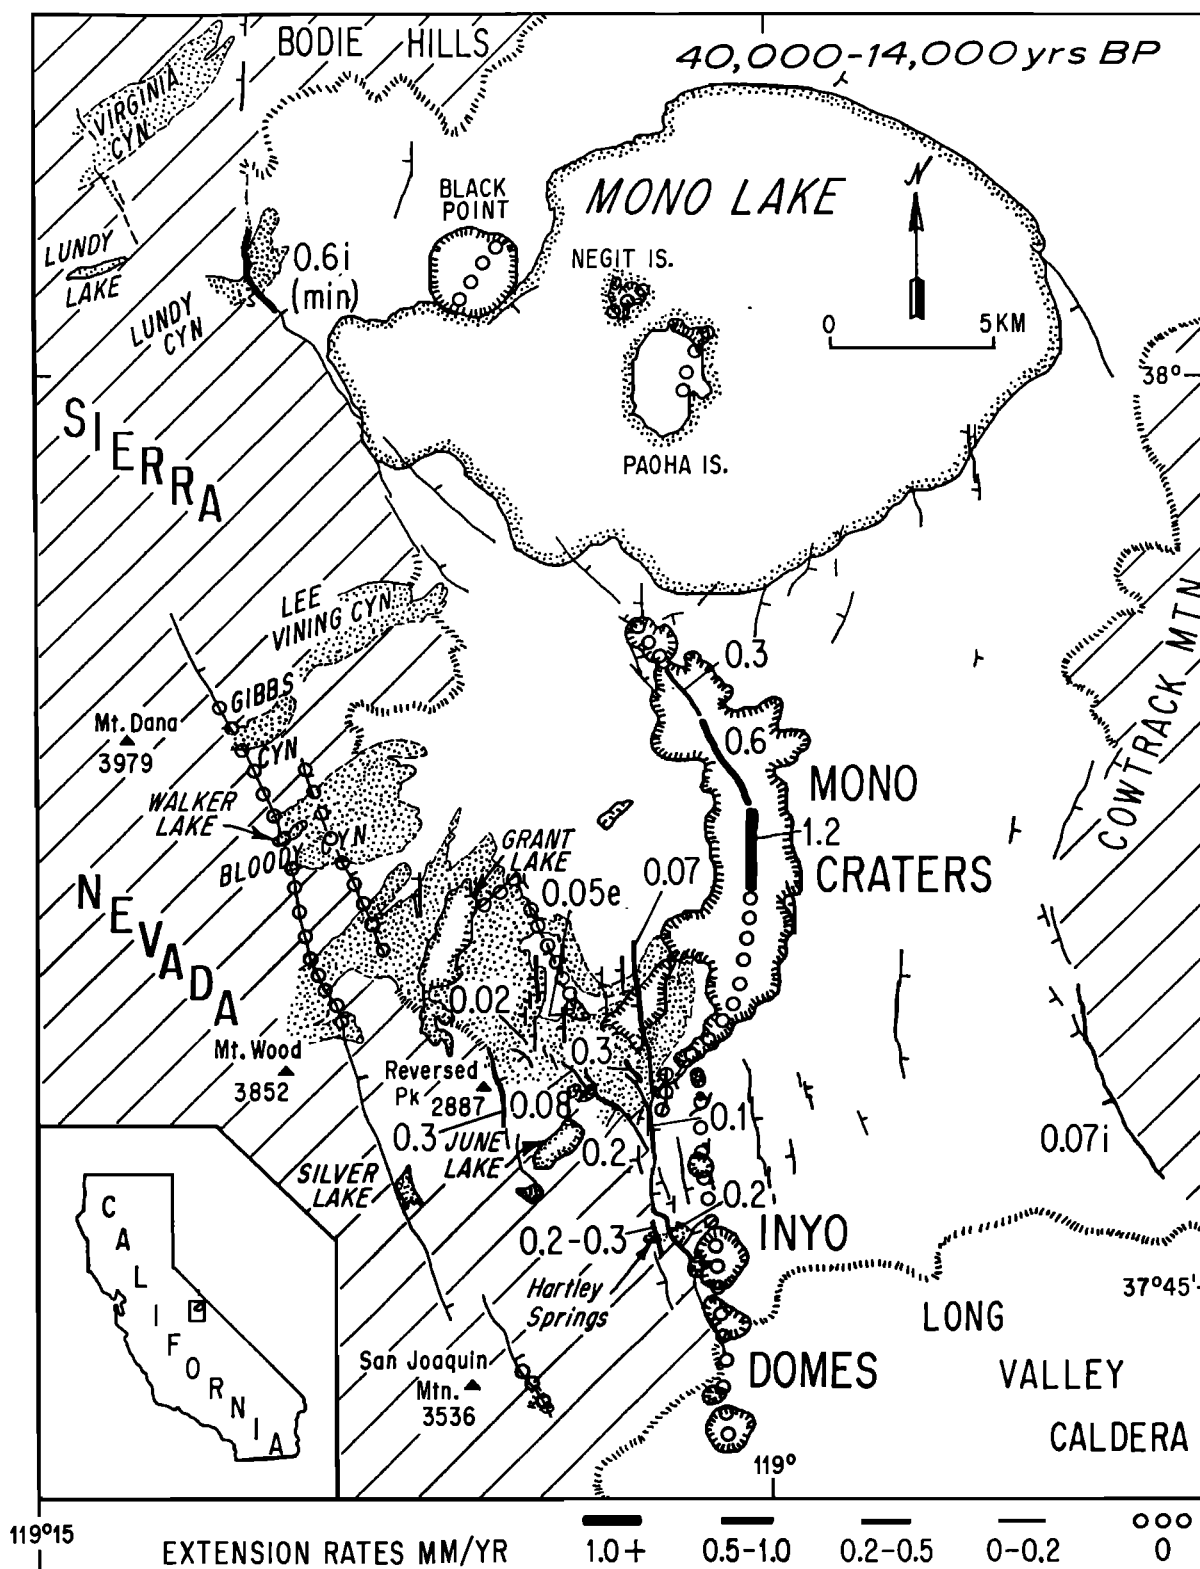 BODIE HILLS
40,000-14,000 yrs BP
VIRGINIA
CYN
BLACK
POINT
MONO LAKE
N
LUNDY
LAKE
0.6i
(min)
NEGIT IS.
LUNDY
CYN
0 5KM
38°
SIERRA
PAOHA IS.
LEE
VINING CYN
0.3
GIBBS
CYN
Mt. Dana
3979
0.6
COWTRACK MTN
MONO
CRATERS
WALKER
LAKE
BLOODY CYN
1.2
GRANT
LAKE
0.05e
0.07
NEVADA
0.02
Mt. Wood
3852
0.3
Reversed
Pk 2887
0.08
0.1
0.3
JUNE
LAKE
0.2
0.07i
SILVER
LAKE
0.2
0.2-0.3
INYO
DOMES
Hartley
Springs
37°45'
LONG
VALLEY
CALDERA
San Joaquin
Mtn.
3536
CALIFORNIA
119°
119°15
EXTENSION RATES MM/YR
1.0+ 0.5-1.0 0.2-0.5 0-0.2 0